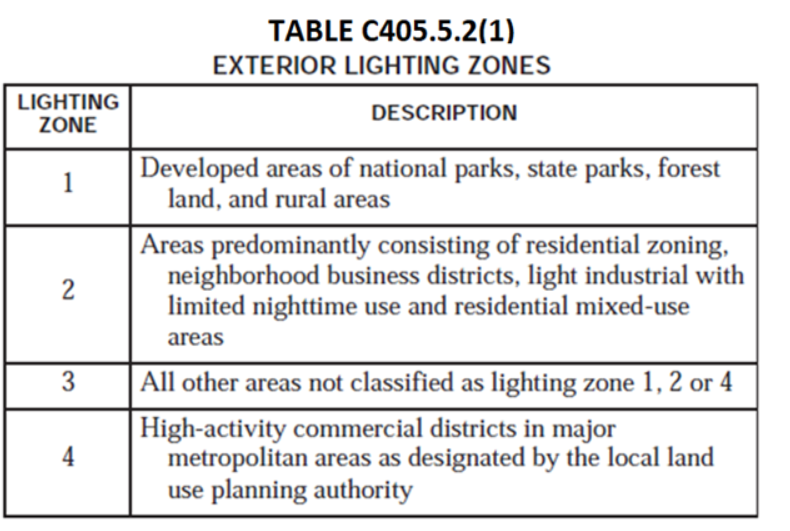 TABLE C405.5.2(1)
EXTERIOR LIGHTING ZONES
LIGHTING
ZONE
DESCRIPTION
1
Developed areas of national parks, state parks, forest
land, and rural areas
2
Areas predominantly consisting of residential zoning,
neighborhood business districts, light industrial with
limited nighttime use and residential mixed-use
areas
3
All other areas not classified as lighting zone 1, 2 or 4
4
High-activity commercial districts in major
metropolitan areas as designated by the local land
use planning authority